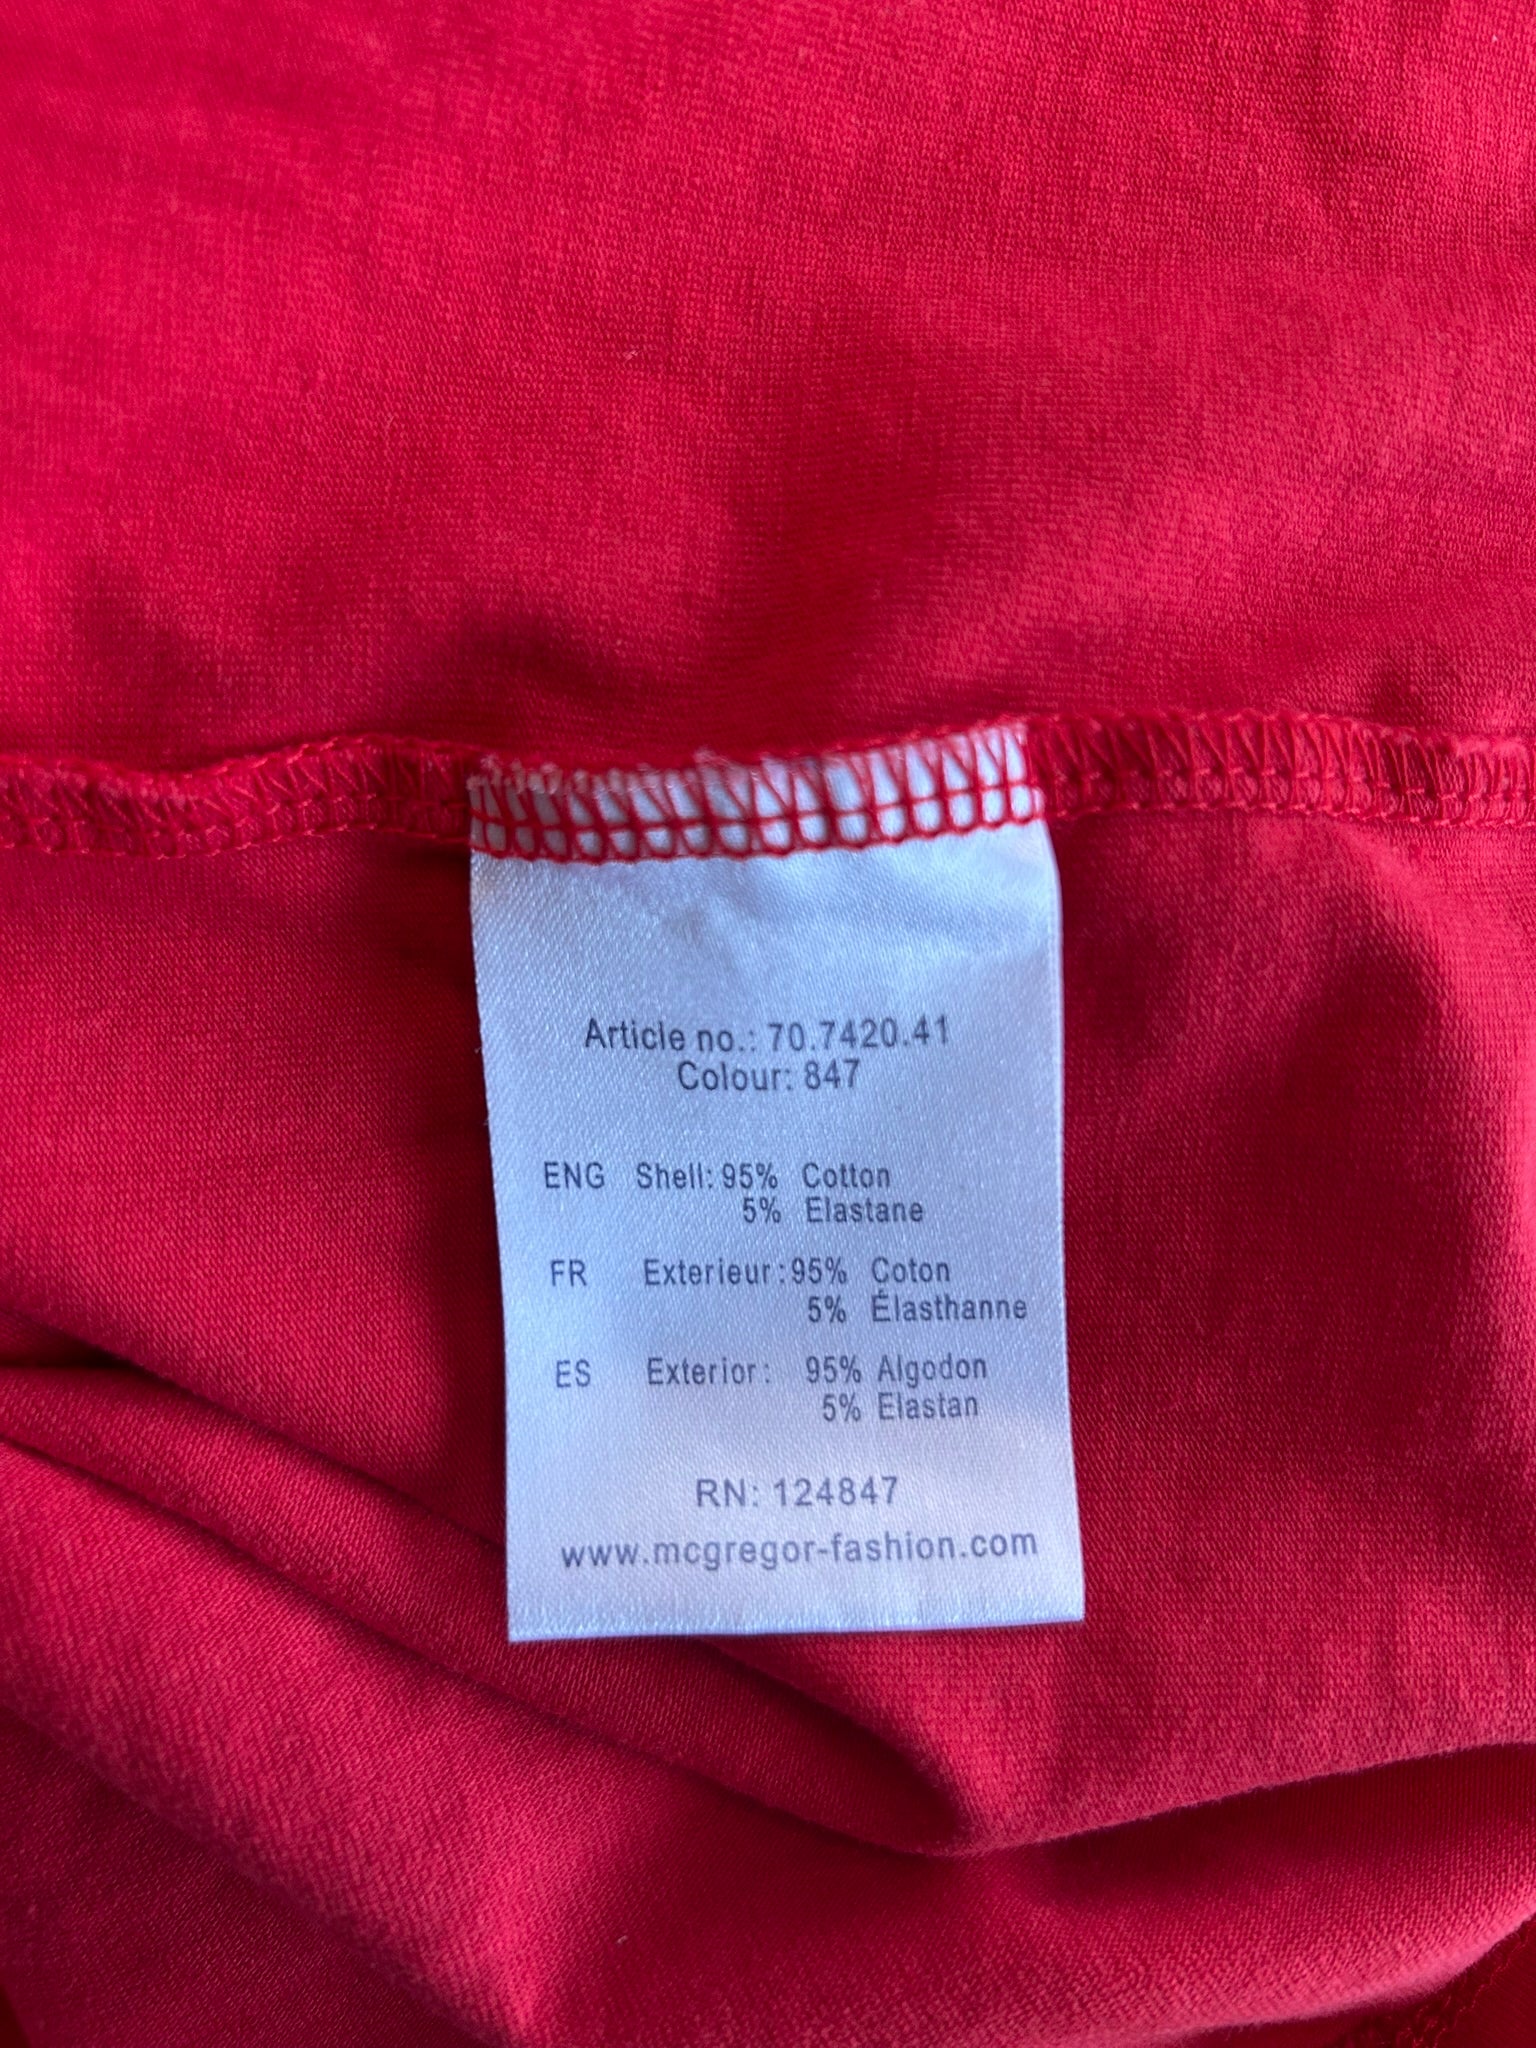 Article no.: 70.7420.41
Colour: 847
ENG Shell: 95% Cotton
5% Elastane
FR Exterieur: 95% Coton
5% Élasthanne
ES Exterior: 95% Algodon
5% Elastan
RN: 124847
www.mcgregor-fashion.com